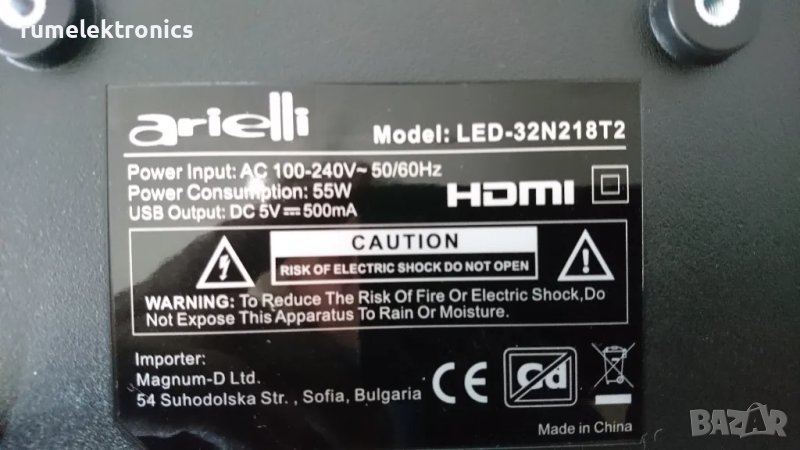 rumelektronics
arielli
Model: LED-32N218T2
Power Input: AC 100-240V~ 50/60Hz
Power Consumption: 55W
USB Output: DC 5V⎓500mA
HDMI
CAUTION
RISK OF ELECTRIC SHOCK DO NOT OPEN
WARNING: To Reduce The Risk Of Fire Or Electric Shock,Do
Not Expose This Apparatus To Rain Or Moisture.
Importer:
Magnum-D Ltd.
54 Suhodolska Str. , Sofia, Bulgaria
CE
Cd
Made in China
BAZAR